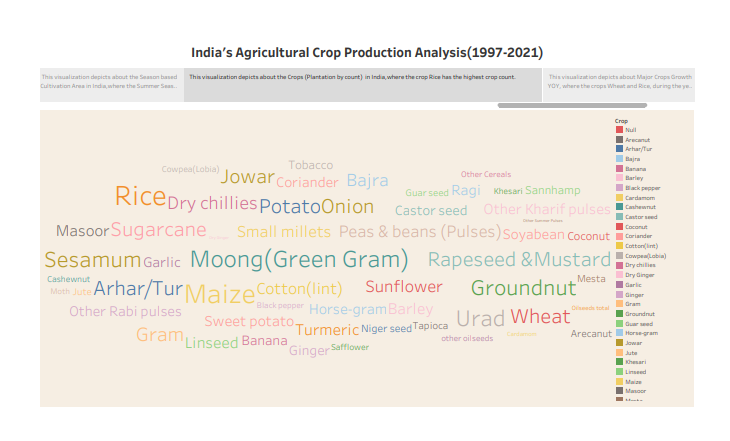 India's Agricultural Crop Production Analysis(1997-2021)
This visualization depicts about the Season based
Cultivation Area in India,where the Summer Seas..
This visualization depicts about the Crops (Plantation by count) in India,where the crop Rice has the highest crop count.
This visualization depicts about Major Crops Growth
YOY, where the crops Wheat and Rice, during the ye..
Cowpea(Lobia)
Tobacco
Jowar
Coriander
Bajra
Other Cereals
Guar seed
Ragi
Khesari
Sannhamp
Rice
Dry chillies
Potato
Onion
Castor seed
Other Kharif pulses
Other Summer Pulses
Masoor
Sugarcane
Small millets
Peas & beans (Pulses)
Soyabean
Coconut
Sesamum
Garlic
Moong(Green Gram)
Rapeseed &Mustard
Cashewnut
Moth
Jute
Arhar/Tur
Maize
Cotton(lint)
Sunflower
Groundnut
Mesta
Other Rabi pulses
Black pepper
Horse-gram
Barley
Oilseeds total
Sweet potato
Turmeric
Niger seed
Tapioca
Urad
Wheat
Gram
Linseed
Banana
Ginger
Safflower
other oilseeds
Cardamom
Arecanut
Crop
Null
Arecanut
Arhar/Tur
Bajra
Banana
Barley
Black pepper
Cardamom
Cashewnut
Castor seed
Coconut
Coriander
Cotton(lint)
Cowpea(Lobia)
Dry chillies
Dry Ginger
Garlic
Ginger
Gram
Groundnut
Guar seed
Horse-gram
Jowar
Jute
Khesari
Linseed
Maize
Masoor